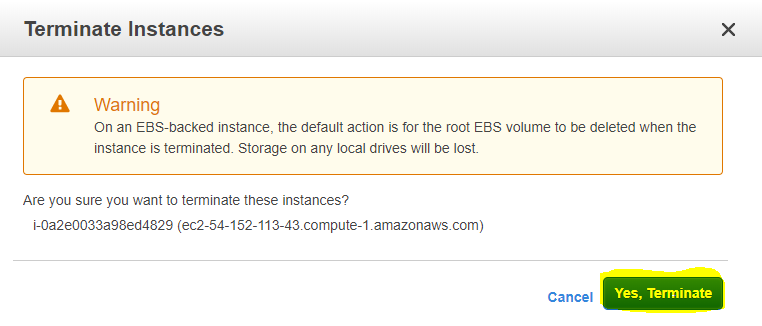 Terminate Instances
Warning
On an EBS-backed instance, the default action is for the root EBS volume to be deleted when the
instance is terminated. Storage on any local drives will be lost.
Are you sure you want to terminate these instances?
i-0a2e0033a98ed4829 (ec2-54-152-113-43.compute-1.amazonaws.com)
Cancel Yes, Terminate